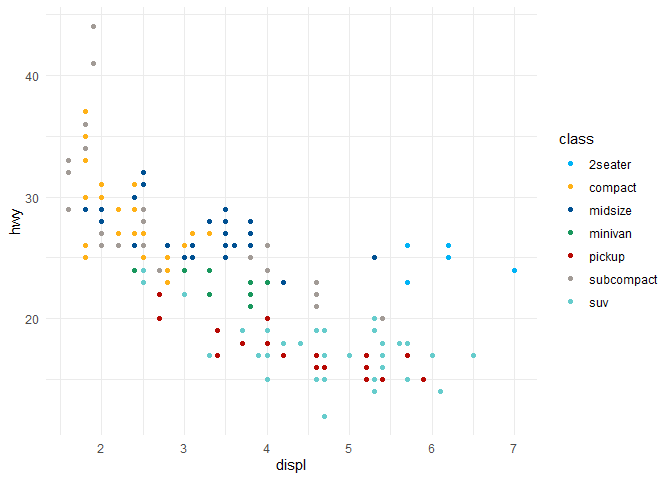 40
30
20
hwy
2 3 4 5 6 7
displ
class
2seater
compact
midsize
minivan
pickup
subcompact
suv